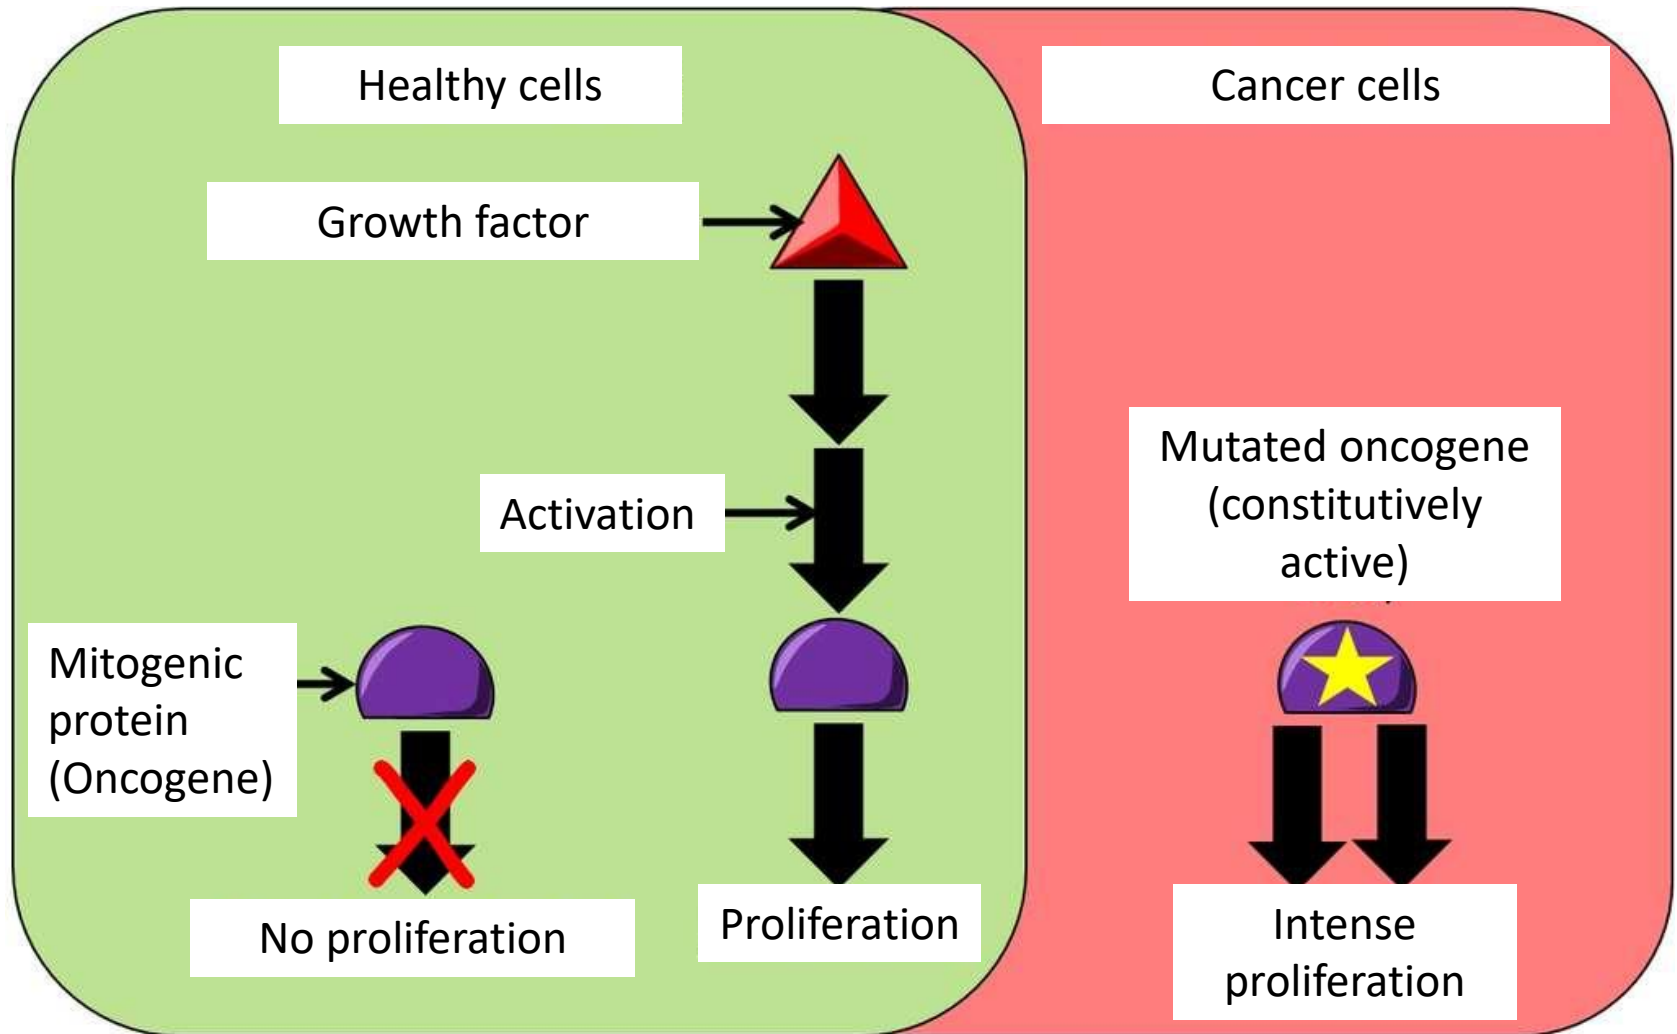 Healthy cells
Cancer cells
Growth factor
Activation
Mutated oncogene
(constitutively
active)
Mitogenic
protein
(Oncogene)
No proliferation
Proliferation
Intense
proliferation